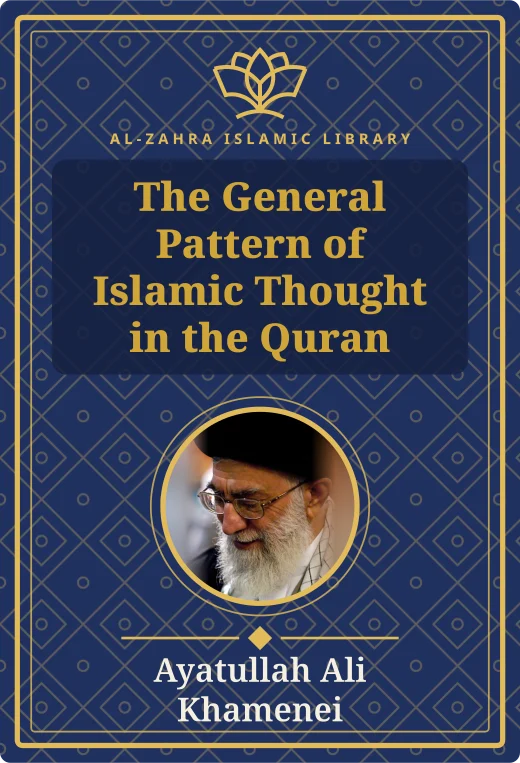 AL-ZAHRA ISLAMIC LIBRARY
The General
Pattern of
Islamic Thought
in the Quran
Ayatullah Ali
Khamenei